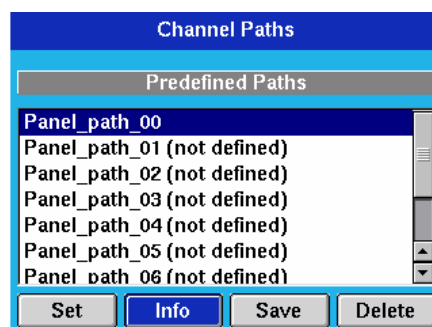 Channel Paths
Predefined Paths
Panel_path_00
Panel_path_01 (not defined)
Panel_path_02 (not defined)
Panel_path_03 (not defined)
Panel_path_04 (not defined)
Panel_path_05 (not defined)
Panel_path_06 (not defined)
Set Info Save Delete